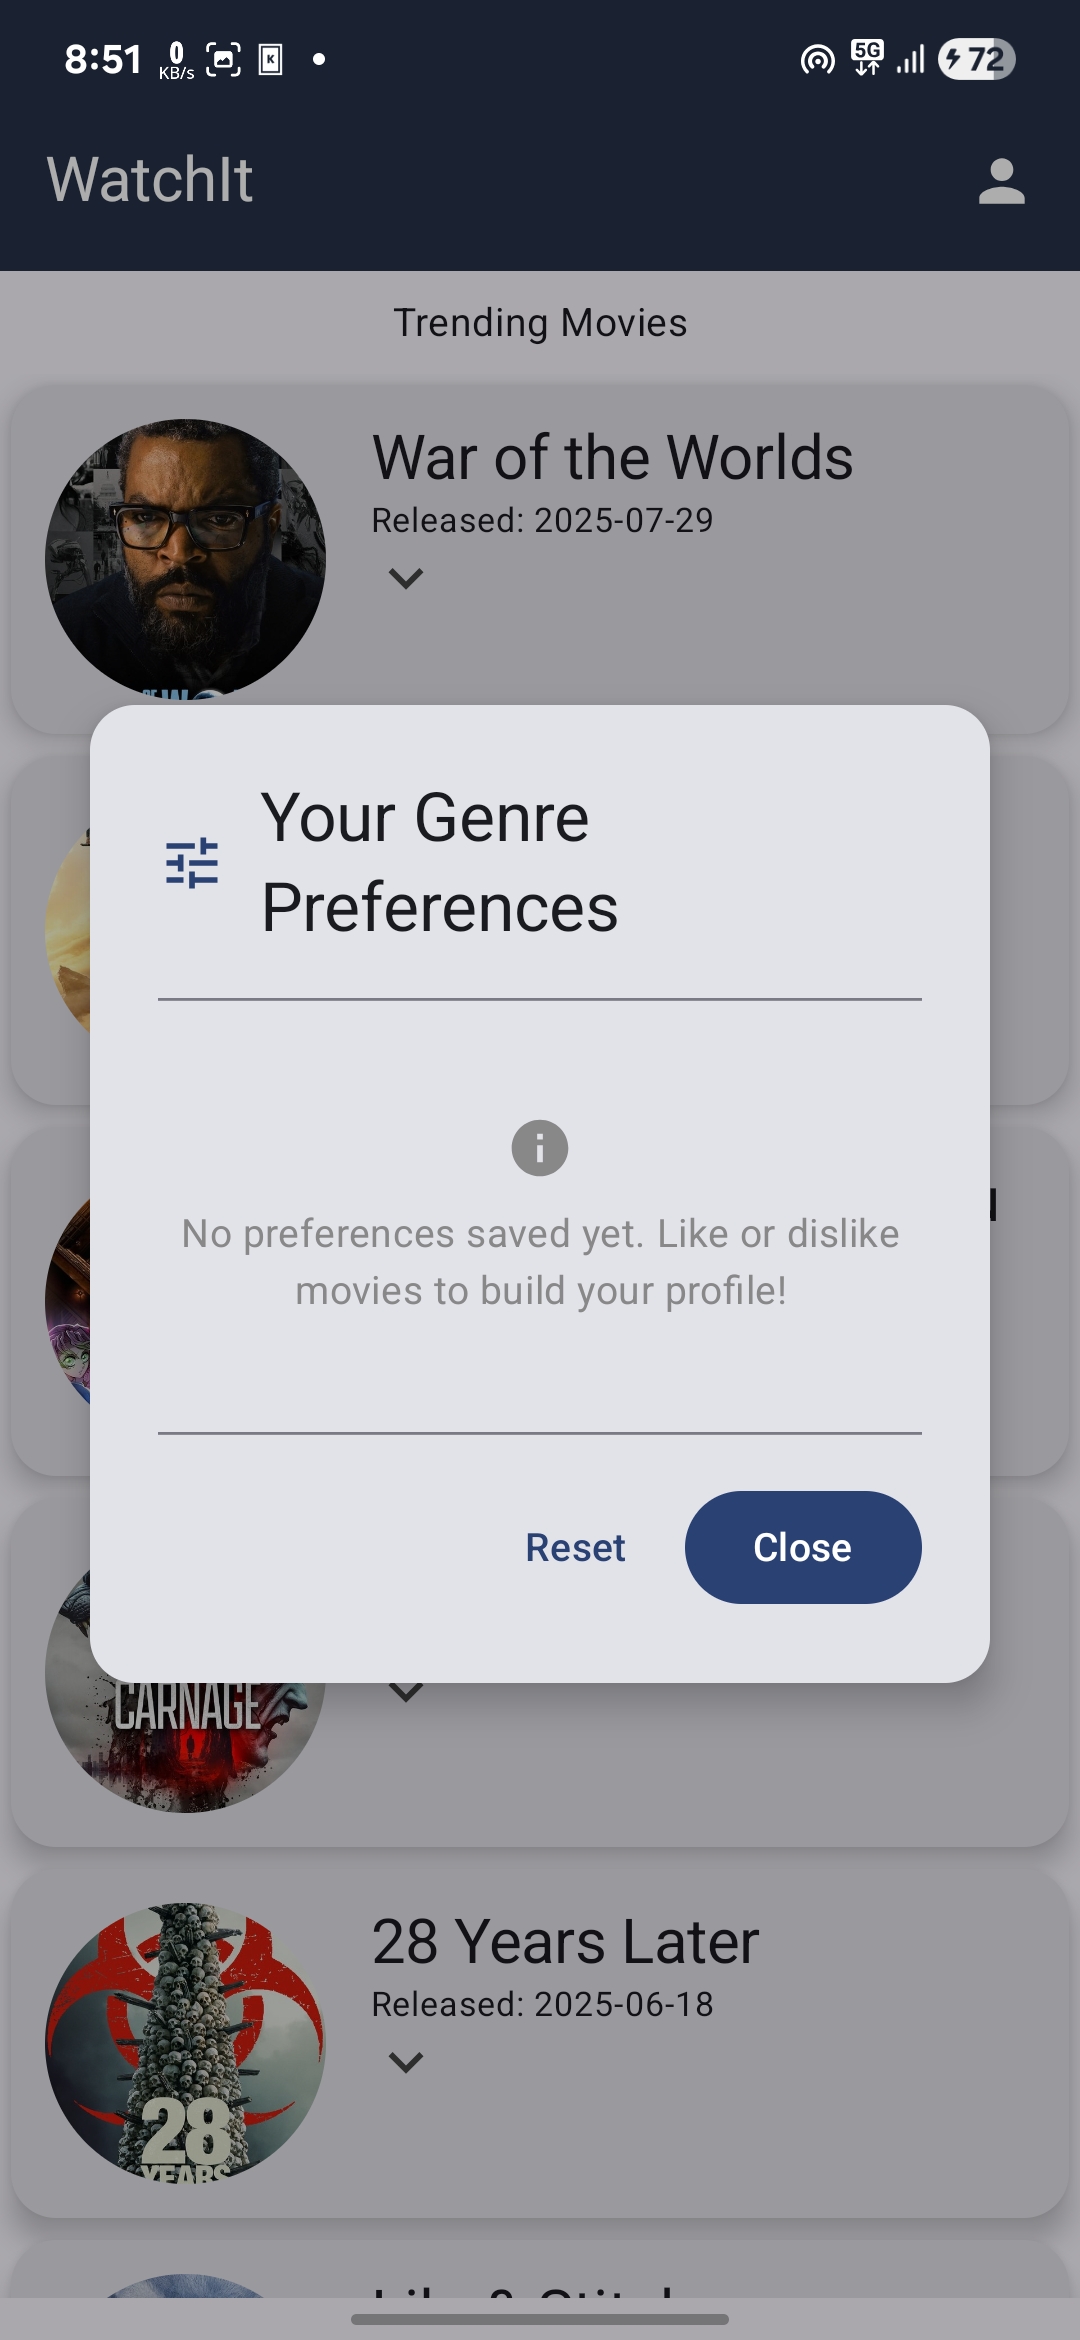 8:51
0
KB/s
K
5G
72
WatchIt
Trending Movies
War of the Worlds
Released: 2025-07-29
Your Genre
Preferences
No preferences saved yet. Like or dislike
movies to build your profile!
Reset
Close
CARNAGE
28 Years Later
Released: 2025-06-18
28
YEARS